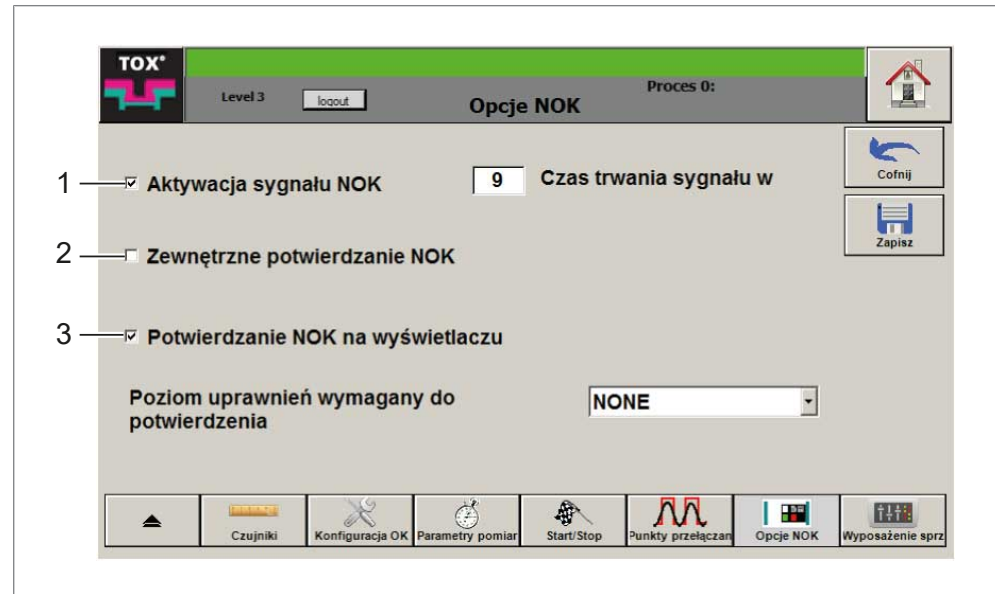 TOX®
Level 3
logout
Proces 0:
Opcje NOK
1
Aktywacja sygnału NOK
9
Czas trwania sygnału w
Cofnij
Zapisz
2
Zewnętrzne potwierdzanie NOK
3
Potwierdzanie NOK na wyświetlaczu
Poziom uprawnień wymagany do
potwierdzenia
NONE
Czujniki
Konfiguracja OK
Parametry pomiar
Start/Stop
Punkty przełączan
Opcje NOK
Wyposażenie sprz